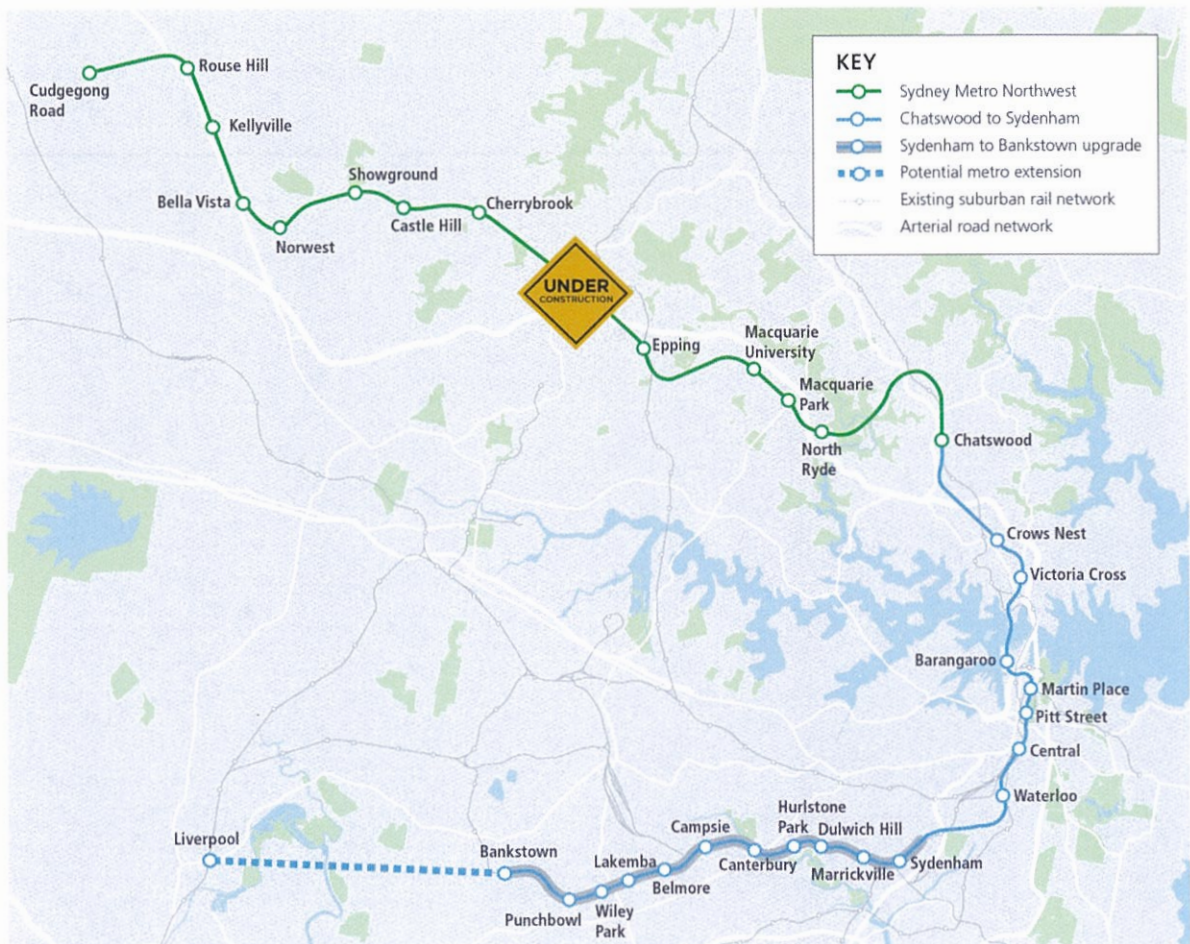 KEY
Sydney Metro Northwest
Chatswood to Sydenham
Sydenham to Bankstown upgrade
Potential metro extension
Existing suburban rail network
Arterial road network
Cudgegong
Road
Rouse Hill
Kellyville
Bella Vista
Norwest
Showground
Castle Hill
Cherrybrook
UNDER
CONSTRUCTION
Epping
Macquarie
University
Macquarie
Park
North
Ryde
Chatswood
Crows Nest
Victoria Cross
Barangaroo
Martin Place
Pitt Street
Central
Waterloo
Sydenham
Marrickville
Dulwich Hill
Hurlstone
Park
Canterbury
Campsie
Belmore
Lakemba
Wiley
Park
Punchbowl
Bankstown
Liverpool